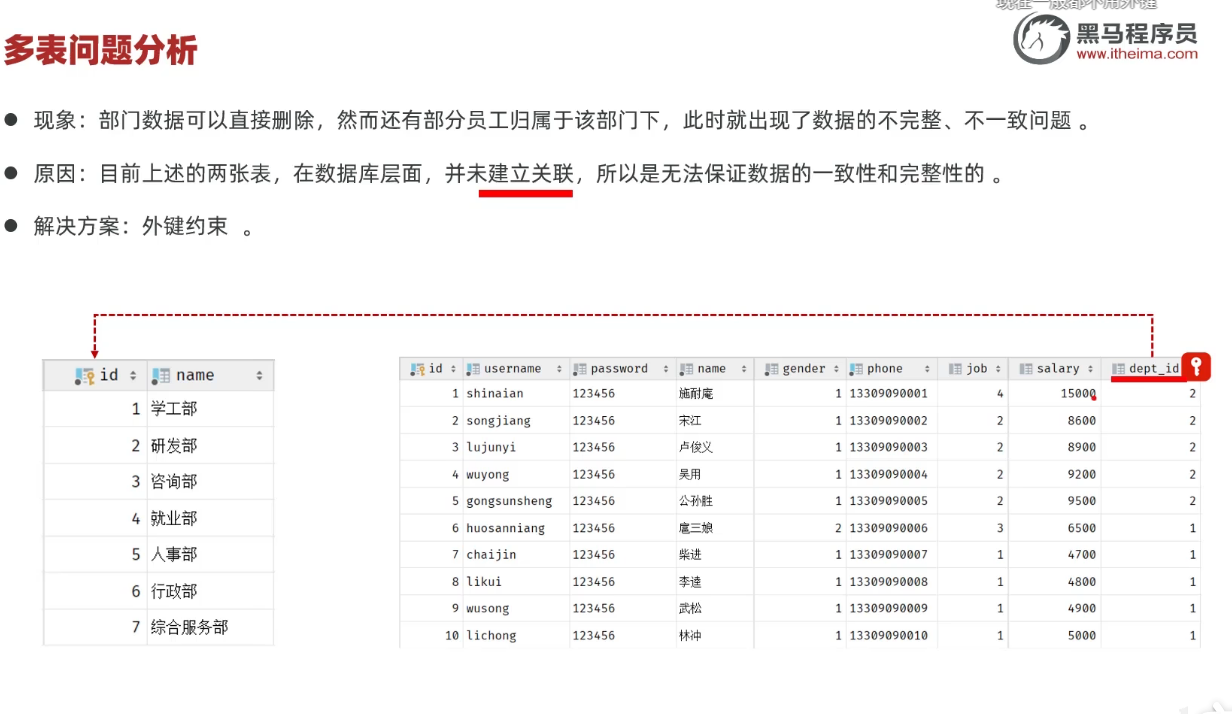 现在一般都不用外键
黑马程序员
www.itheima.com
多表问题分析
● 现象：部门数据可以直接删除，然而还有部分员工归属于该部门下，此时就出现了数据的不完整、不一致问题 。
● 原因：目前上述的两张表，在数据库层面，并未建立关联，所以是无法保证数据的一致性和完整性的 。
● 解决方案：外键约束 。
id name
1 学工部
2 研发部
3 咨询部
4 就业部
5 人事部
6 行政部
7 综合服务部
id username password name gender phone job salary dept_id
1 shinaian 123456 施耐庵 1 13309090001 4 15000 2
2 songjiang 123456 宋江 1 13309090002 2 8600 2
3 lujunyi 123456 卢俊义 1 13309090003 2 8900 2
4 wuyong 123456 吴用 1 13309090004 2 9200 2
5 gongsunsheng 123456 公孙胜 1 13309090005 2 9500 2
6 huosanniang 123456 扈三娘 2 13309090006 3 6500 1
7 chaijin 123456 柴进 1 13309090007 1 4700 1
8 likui 123456 李逵 1 13309090008 1 4800 1
9 wusong 123456 武松 1 13309090009 1 4900 1
10 lichong 123456 林冲 1 13309090010 1 5000 1